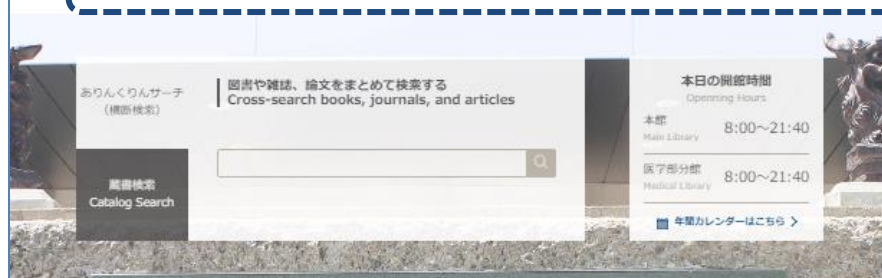 ありんくりんサーチ
（横断検索）
蔵書検索
Catalog Search
図書や雑誌、論文をまとめて検索する
Cross-search books, journals, and articles
本日の開館時間
Openning Hours
本館
Main Library
8:00～21:40
医学部分館
Medical Library
8:00～21:40
年間カレンダーはこちら